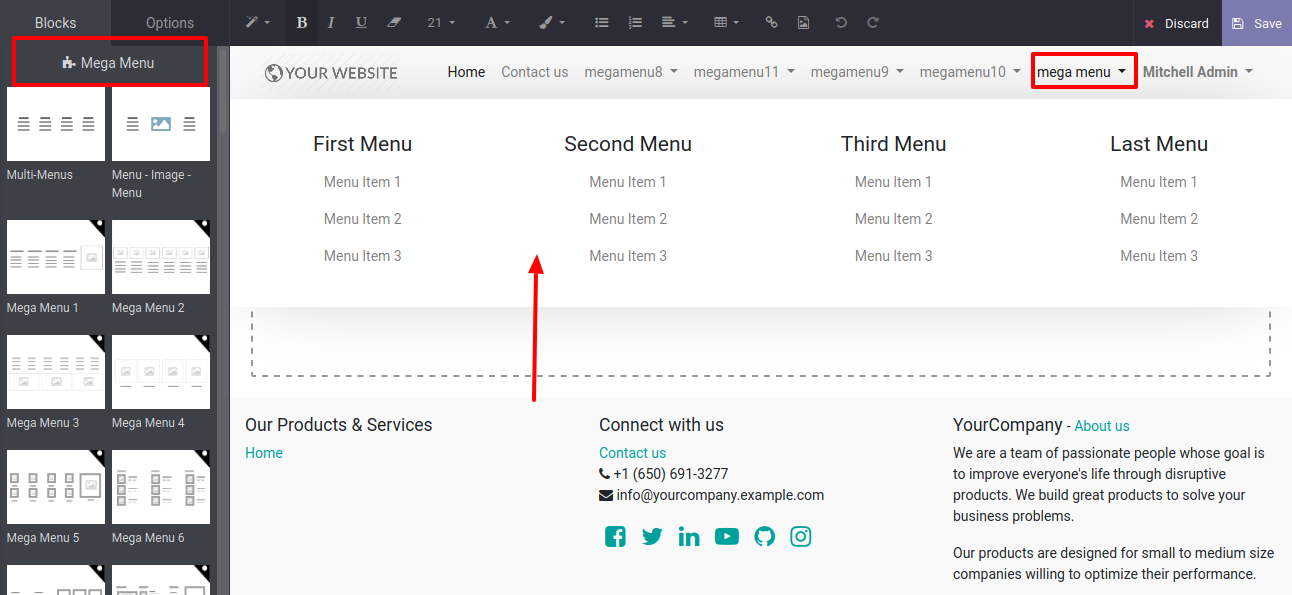 Blocks Options B I U 21 A Discard Save
Mega Menu
YOUR WEBSITE Home Contact us megamenu8 megamenu11 megamenu9 megamenu10 mega menu Mitchell Admin
Multi-Menus
Menu - Image -
Menu
Mega Menu 1 Mega Menu 2
Mega Menu 3 Mega Menu 4
Mega Menu 5 Mega Menu 6
First Menu Second Menu Third Menu Last Menu
Menu Item 1 Menu Item 1 Menu Item 1 Menu Item 1
Menu Item 2 Menu Item 2 Menu Item 2 Menu Item 2
Menu Item 3 Menu Item 3 Menu Item 3 Menu Item 3
Our Products & Services
Home
Connect with us
Contact us
+1 (650) 691-3277
info@yourcompany.example.com
YourCompany - About us
We are a team of passionate people whose goal is
to improve everyone's life through disruptive
products. We build great products to solve your
business problems.
Our products are designed for small to medium size
companies willing to optimize their performance.